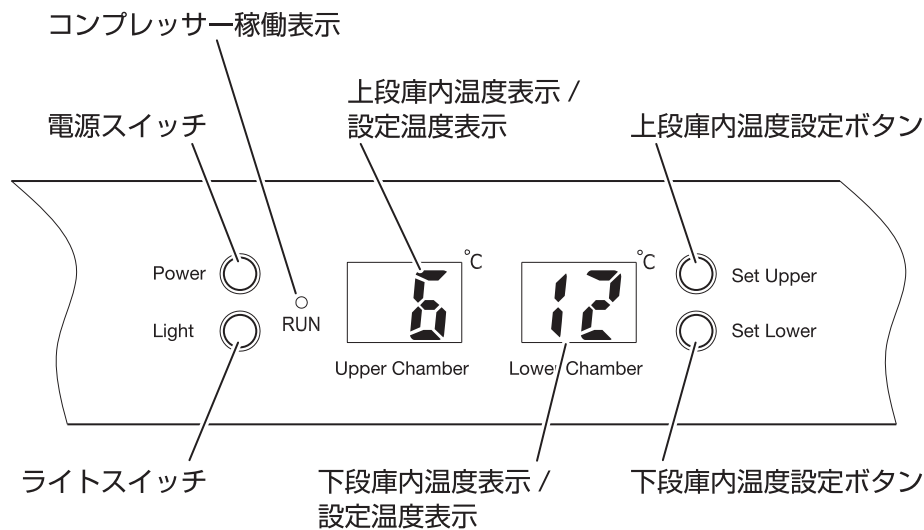 コンプレッサー稼働表示
上段庫内温度表示 /
設定温度表示
電源スイッチ
上段庫内温度設定ボタン
Power
Light
RUN
6
℃
Upper Chamber
12
℃
Lower Chamber
Set Upper
Set Lower
ライトスイッチ
下段庫内温度表示 /
設定温度表示
下段庫内温度設定ボタン